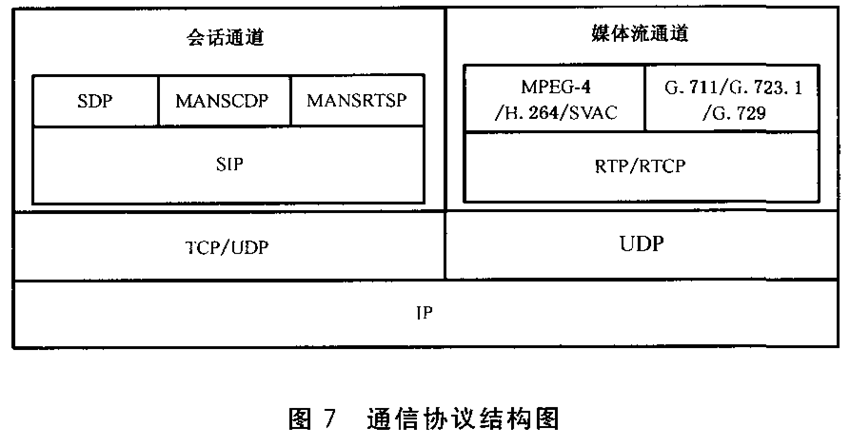 会话通道
媒体流通道
SDP
MANSCDP
MANSRTSP
MPEG-4
/H. 264/SVAC
G. 711/G. 723. 1
/G. 729
SIP
RTP/RTCP
TCP/UDP
UDP
IP
图 7 通信协议结构图